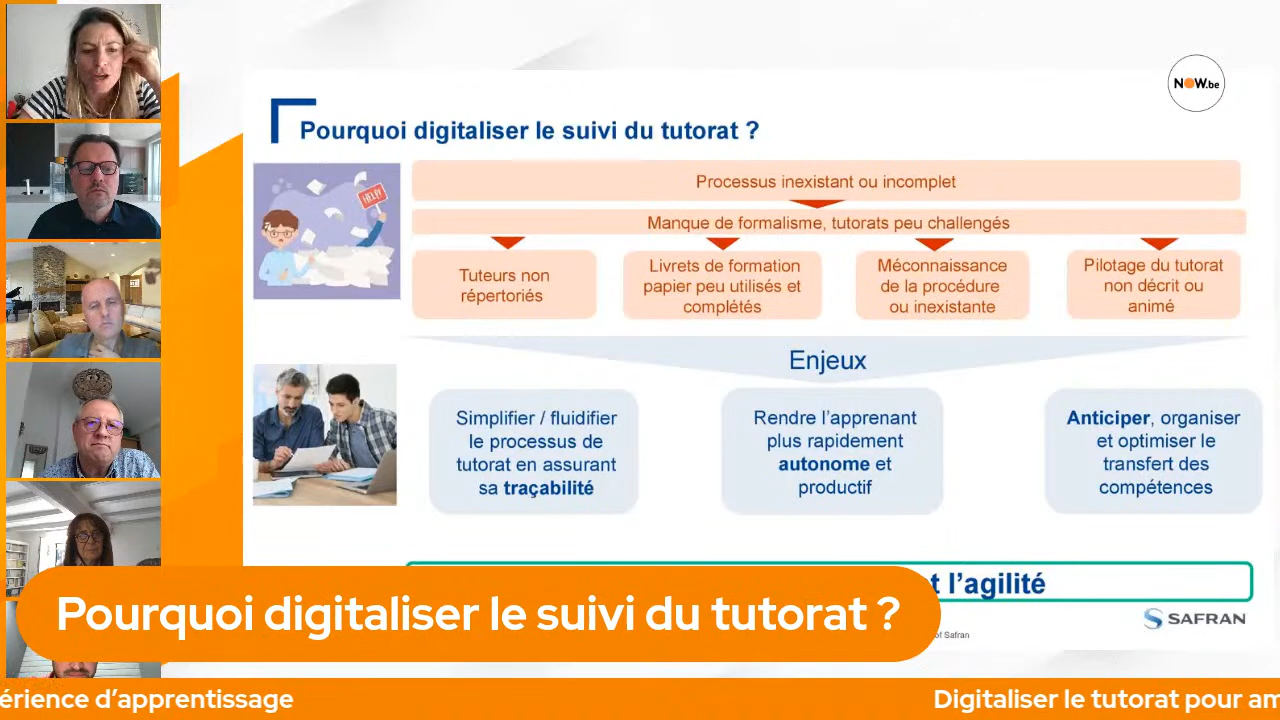 NOW.be
Pourquoi digitaliser le suivi du tutorat ?
HELP!
Processus inexistant ou incomplet
Manque de formalisme, tutorats peu challengés
Tuteurs non
répertoriés
Livrets de formation
papier peu utilisés et
complétés
Méconnaissance
de la procédure
ou inexistante
Pilotage du tutorat
non décrit ou
animé
Enjeux
Simplifier / fluidifier
le processus de
tutorat en assurant
sa traçabilité
Rendre l’apprenant
plus rapidement
autonome et
productif
Anticiper, organiser
et optimiser le
transfert des
compétences
t l’agilité
Pourquoi digitaliser le suivi du tutorat ?
SAFRAN
of Safran
érience d’apprentissage
Digitaliser le tutorat pour am